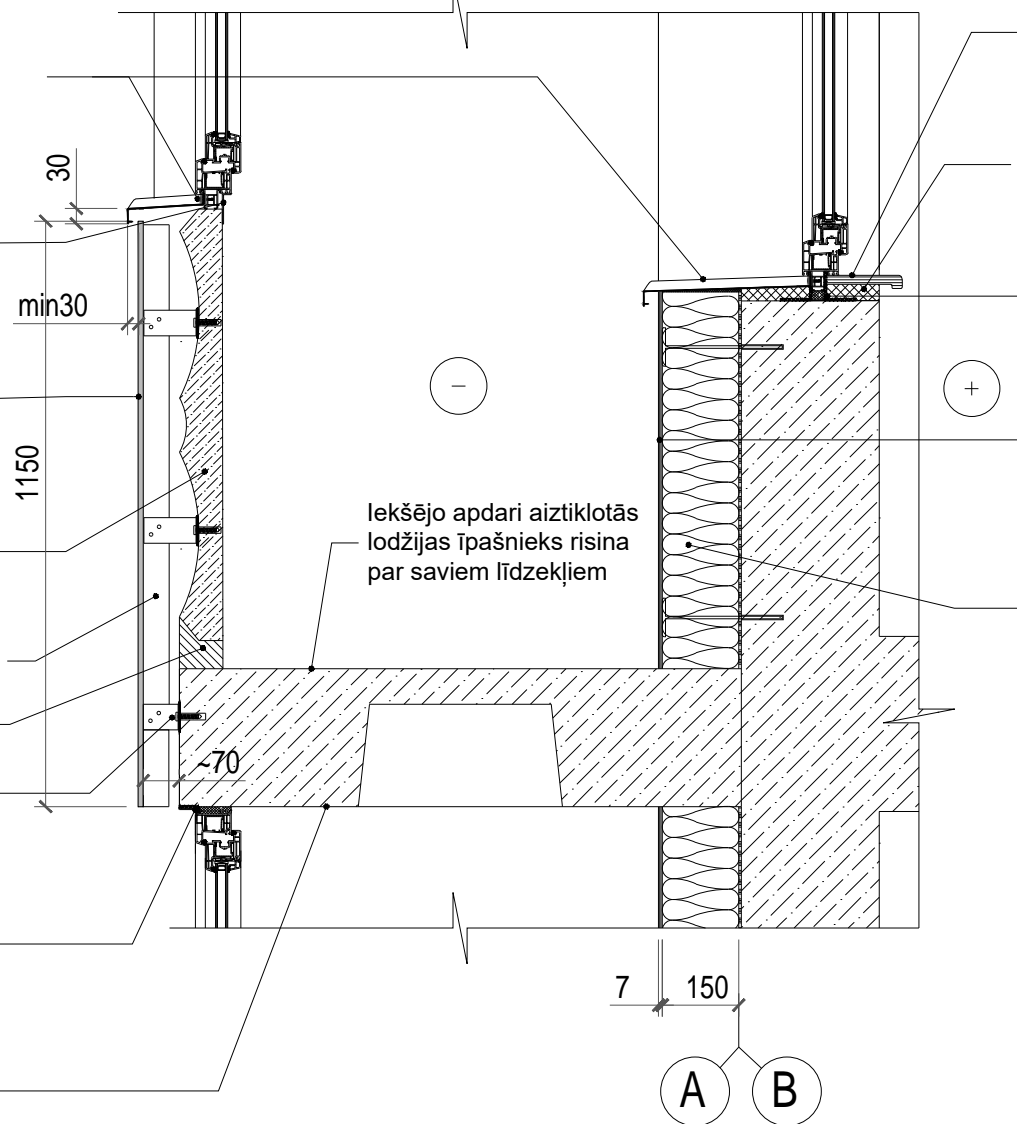 30
min30
1150
−
+
Iekšējo apdari aiztiklotās
lodžijas īpašnieks risina
par saviem līdzekļiem
~70
7
150
A
B